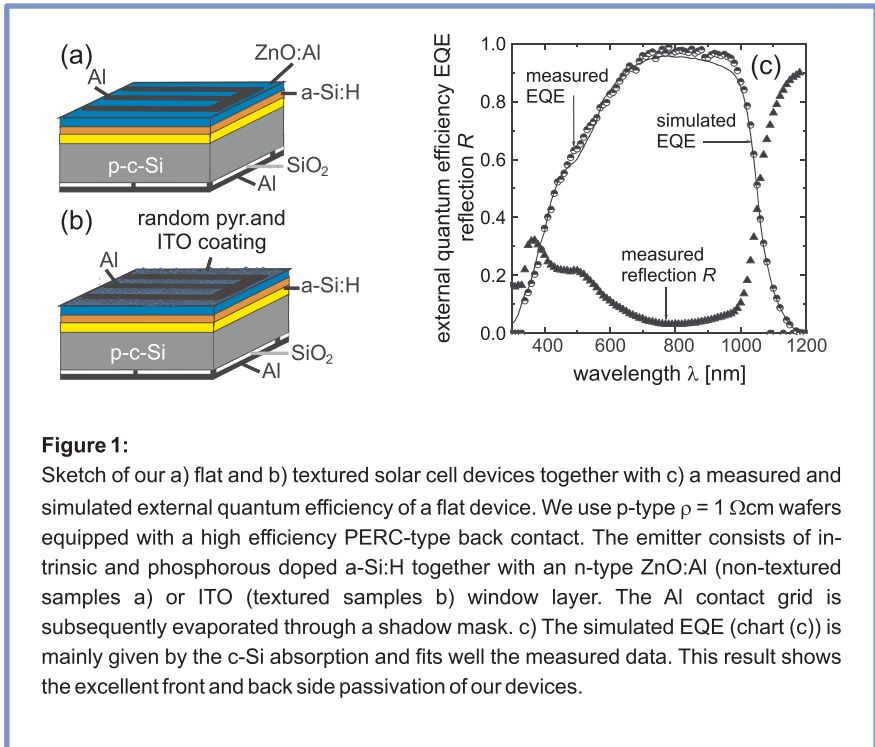 (a)
ZnO:Al
Al
a-Si:H
p-c-Si
SiO2
Al
(b)
random pyr.and
ITO coating
Al
a-Si:H
p-c-Si
SiO2
Al
external quantum efficiency EQE
reflection R
1.0
0.8
0.6
0.4
0.2
0.0
(c)
measured
EQE
simulated
EQE
measured
reflection R
400 600 800 1000 1200
wavelength λ [nm]
Figure 1:
Sketch of our a) flat and b) textured solar cell devices together with c) a measured and
simulated external quantum efficiency of a flat device. We use p-type ρ = 1 Ωcm wafers
equipped with a high efficiency PERC-type back contact. The emitter consists of in-
trinsic and phosphorous doped a-Si:H together with an n-type ZnO:Al (non-textured
samples a) or ITO (textured samples b) window layer. The Al contact grid is
subsequently evaporated through a shadow mask. c) The simulated EQE (chart (c)) is
mainly given by the c-Si absorption and fits well the measured data. This result shows
the excellent front and back side passivation of our devices.